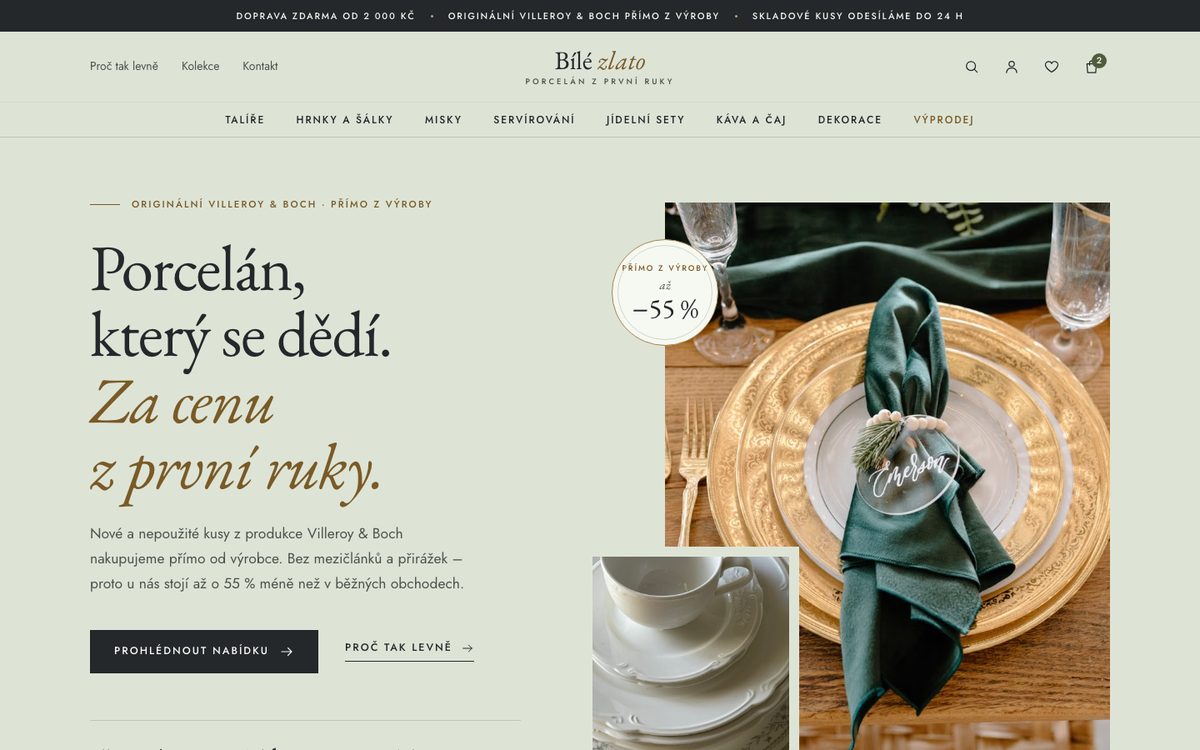 DOPRAVA ZDARMA OD 2 000 KČ • ORIGINÁLNÍ VILLEROY & BOCH PŘÍMO Z VÝROBY • SKLADOVÉ KUSY ODESÍLÁME DO 24 H
Proč tak levně Kolekce Kontakt
Bílé zlato
PORCELÁN Z PRVNÍ RUKY
2
TALÍŘE HRNKY A ŠÁLKY MISKY SERVÍROVÁNÍ JÍDELNÍ SETY KÁVA A ČAJ DEKORACE VÝPRODEJ
ORIGINÁLNÍ VILLEROY & BOCH · PŘÍMO Z VÝROBY
Porcelán,
který se dědí.
Za cenu
z první ruky.
Nové a nepoužité kusy z produkce Villeroy & Boch
nakupujeme přímo od výrobce. Bez mezičlánků a přirážek –
proto u nás stojí až o 55 % méně než v běžných obchodech.
PROHLÉDNOUT NABÍDKU →
PROČ TAK LEVNĚ →
PŘÍMO Z VÝROBY
až
−55 %
Emerson